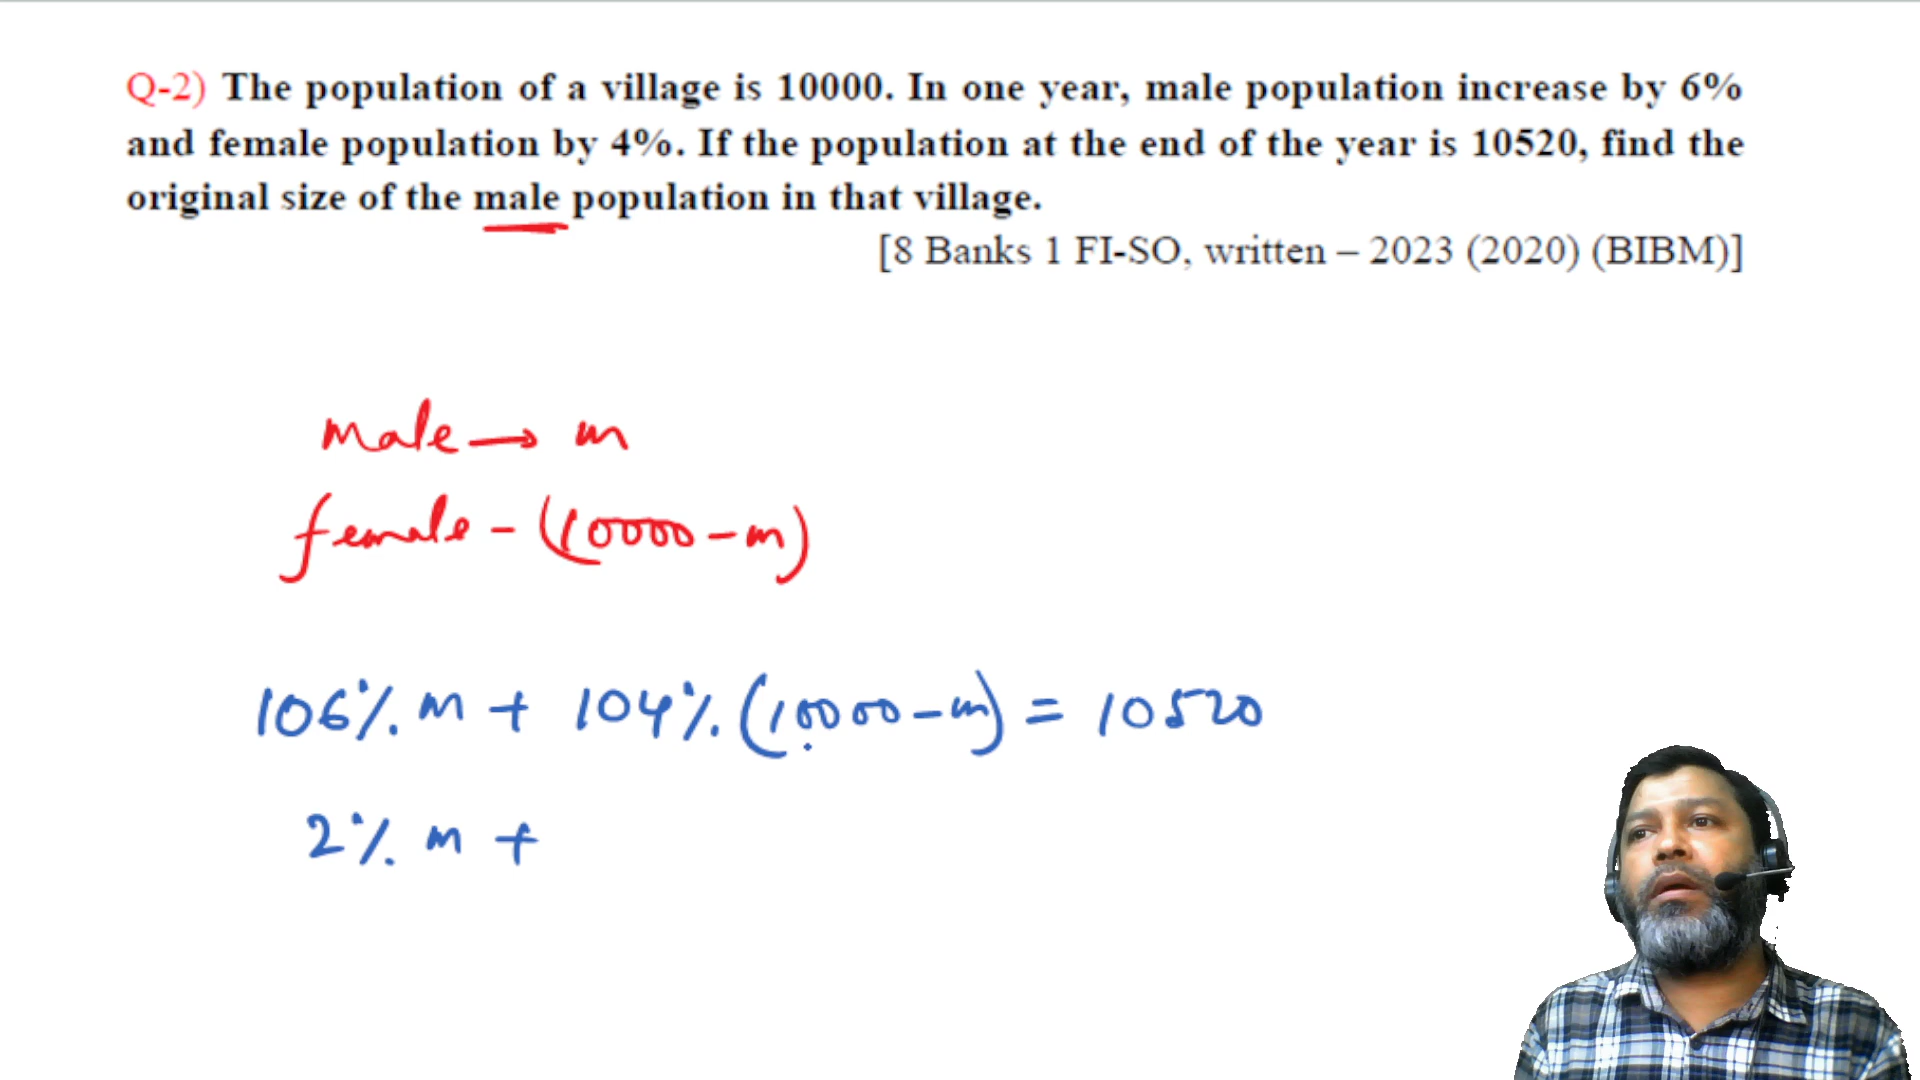 Q-2) The population of a village is 10000. In one year, male population increase by 6%
and female population by 4%. If the population at the end of the year is 10520, find the
original size of the male population in that village.
[8 Banks 1 FI-SO, written – 2023 (2020) (BIBM)]
male → m
female - (10000-m)
106% m + 104% (10000-m) = 10520
2% m +